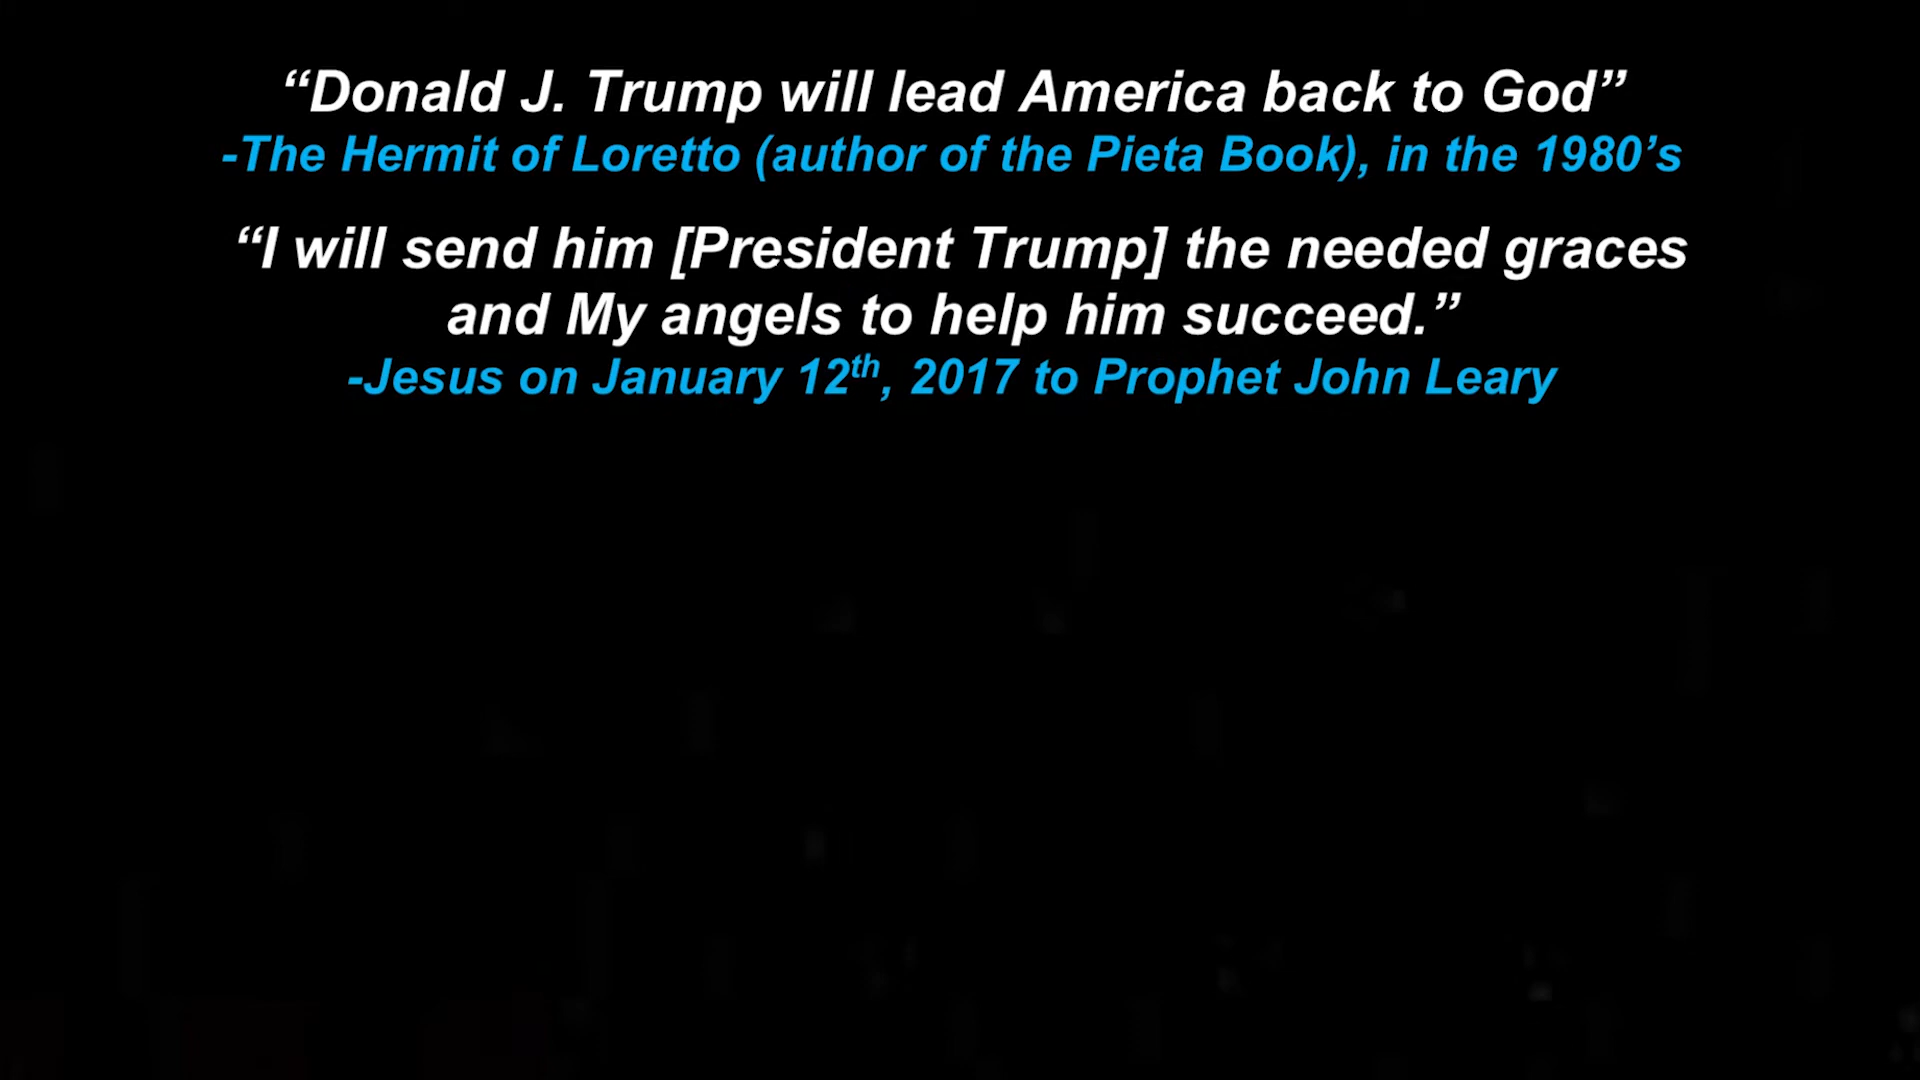 “Donald J. Trump will lead America back to God”
-The Hermit of Loretto (author of the Pieta Book), in the 1980’s
“I will send him [President Trump] the needed graces
and My angels to help him succeed.”
-Jesus on January 12th, 2017 to Prophet John Leary